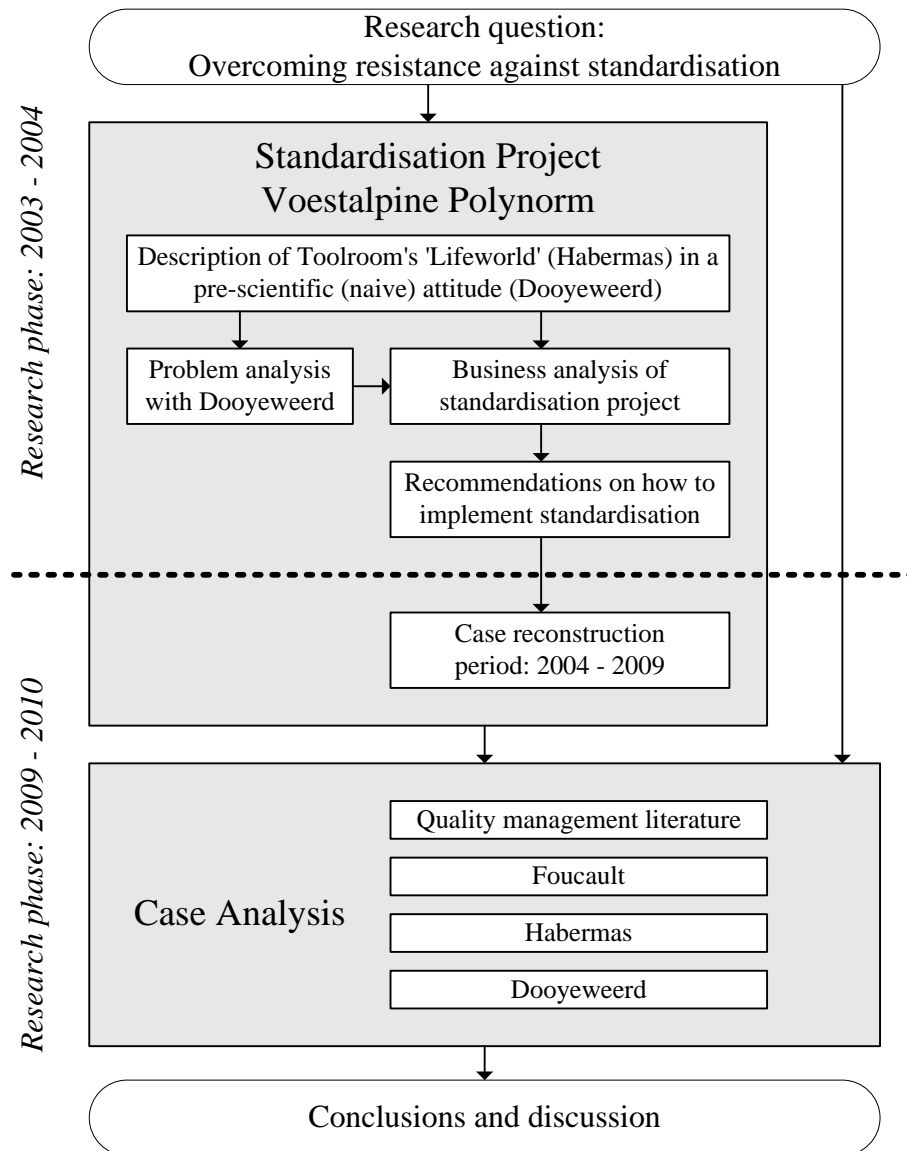 Research question:
Overcoming resistance against standardisation
Research phase: 2003 - 2004
Standardisation Project
Voestalpine Polynorm
Description of Toolroom's 'Lifeworld' (Habermas) in a
pre-scientific (naive) attitude (Dooyeweerd)
Problem analysis
with Dooyeweerd
Business analysis of
standardisation project
Recommendations on how to
implement standardisation
Case reconstruction
period: 2004 - 2009
Research phase: 2009 - 2010
Case Analysis
Quality management literature
Foucault
Habermas
Dooyeweerd
Conclusions and discussion